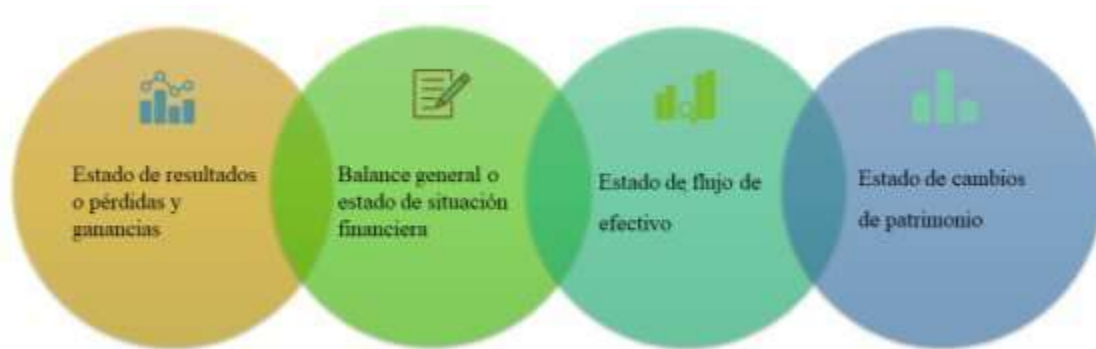 Estado de resultados
o pérdidas y
ganancias
Balance general o
estado de situación
financiera
Estado de flujo de
efectivo
Estado de cambios
de patrimonio